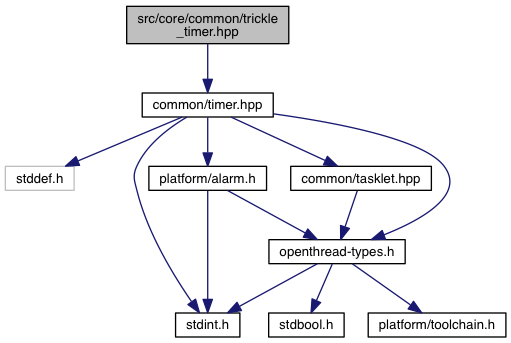 src/core/common/trickle
_timer.hpp
common/timer.hpp
stddef.h
platform/alarm.h
common/tasklet.hpp
openthread-types.h
stdint.h
stdbool.h
platform/toolchain.h